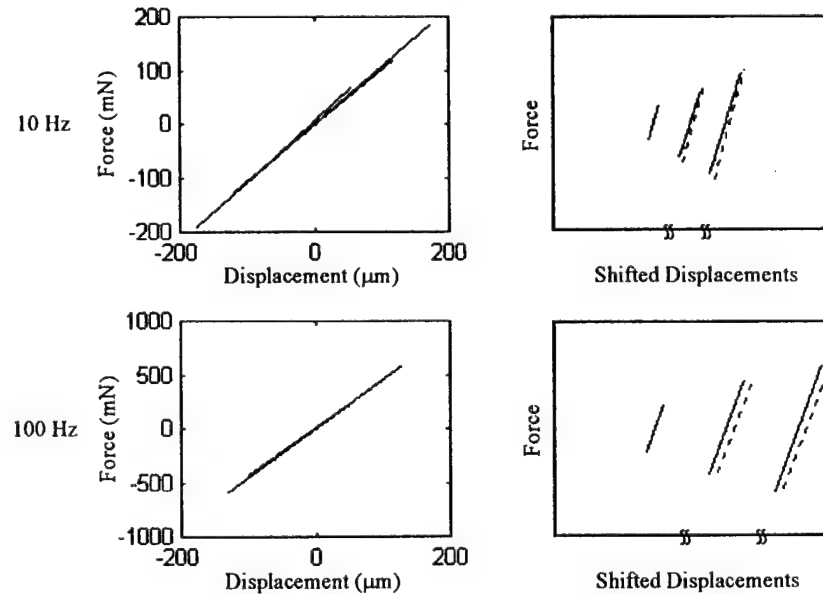 10 Hz
Force (mN)
200
100
0
-100
-200
-200 0 200
Displacement (μm)
Force
Shifted Displacements
100 Hz
Force (mN)
1000
500
0
-500
-1000
-200 0 200
Displacement (μm)
Force
Shifted Displacements